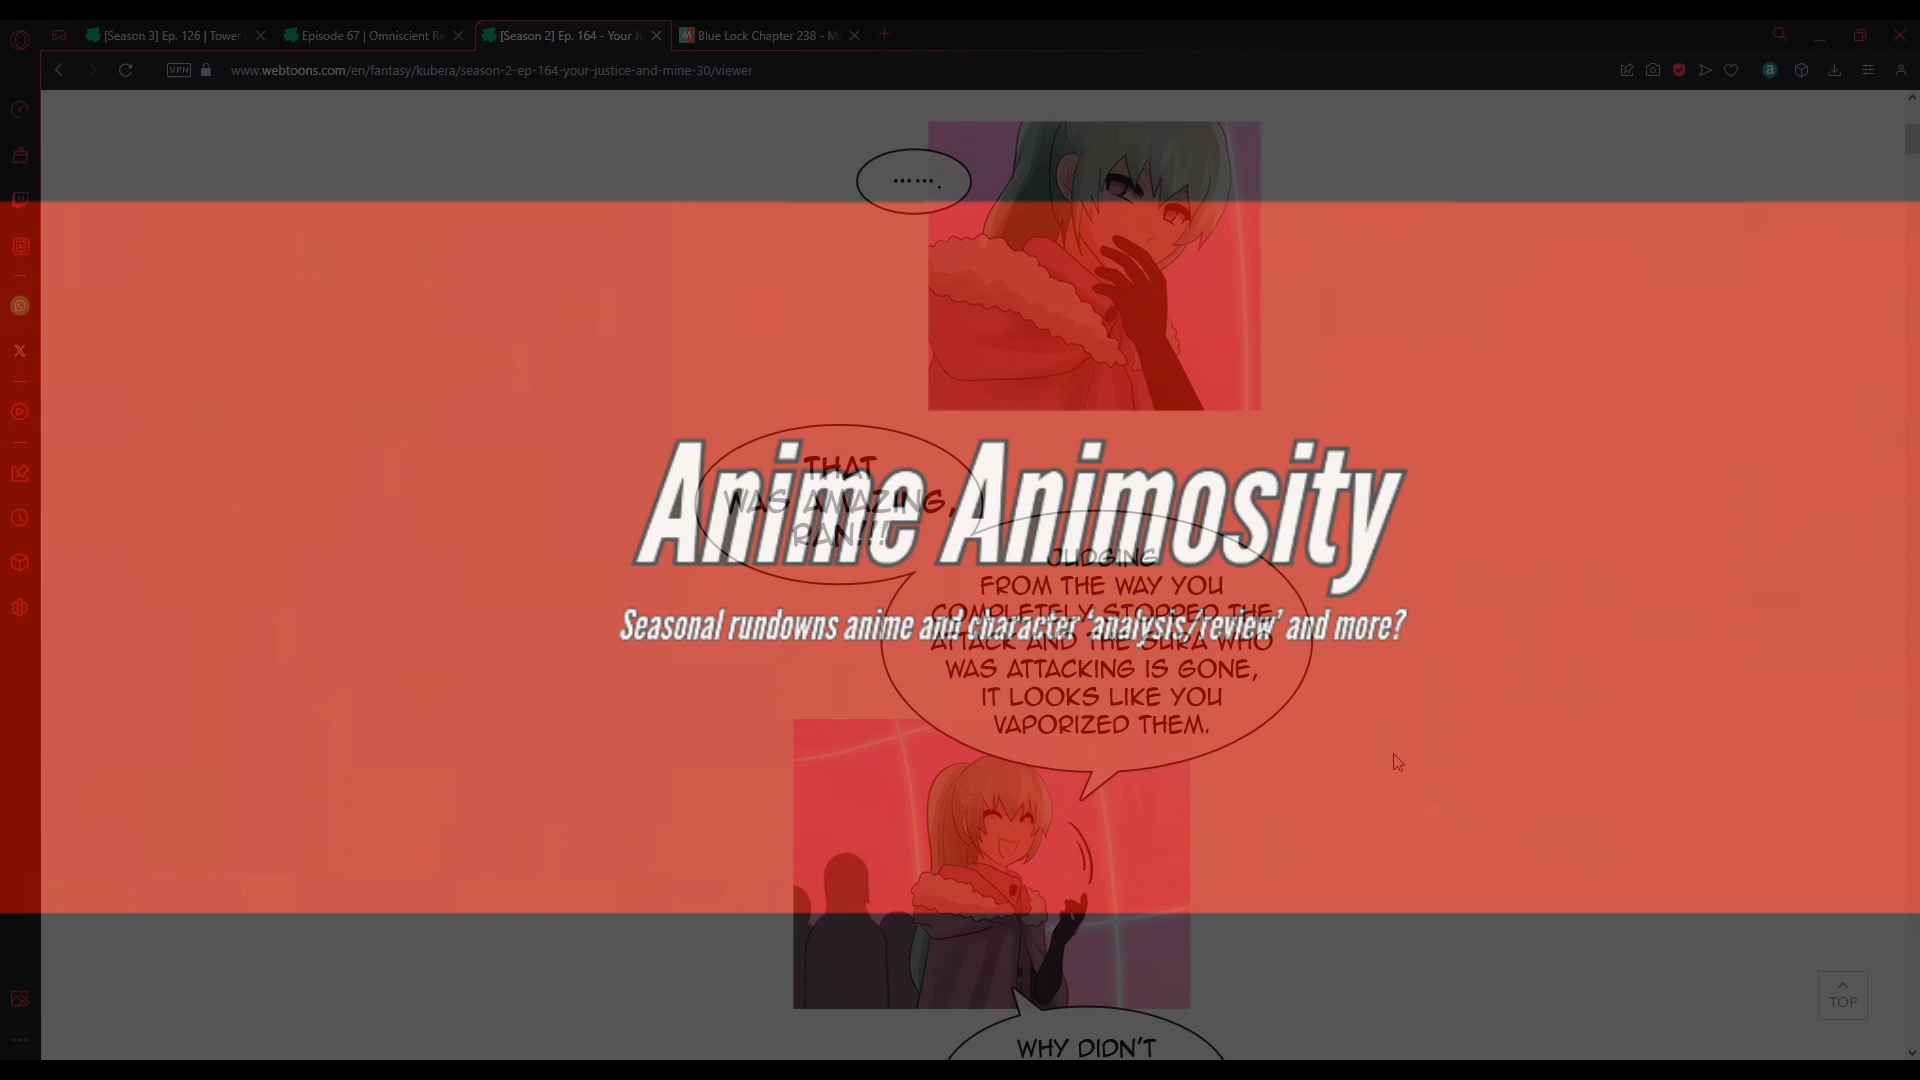 [Season 3] Ep. 126 | Tower
Episode 67 | Omniscient Re
[Season 2] Ep. 164 - Your Ju
Blue Lock Chapter 238 - M
VPN
www.webtoons.com/en/fantasy/kubera/season-2-ep-164-your-justice-and-mine-30/viewer
.......
THAT
WAS AMAZING,
RAN!!!
Anime Animosity
Seasonal rundowns anime and character 'analysis/review' and more?
JUDGING
FROM THE WAY YOU
COMPLETELY STOPPED THE
ATTACK AND THE SURA WHO
WAS ATTACKING IS GONE,
IT LOOKS LIKE YOU
VAPORIZED THEM.
TOP
WHY DIDN'T